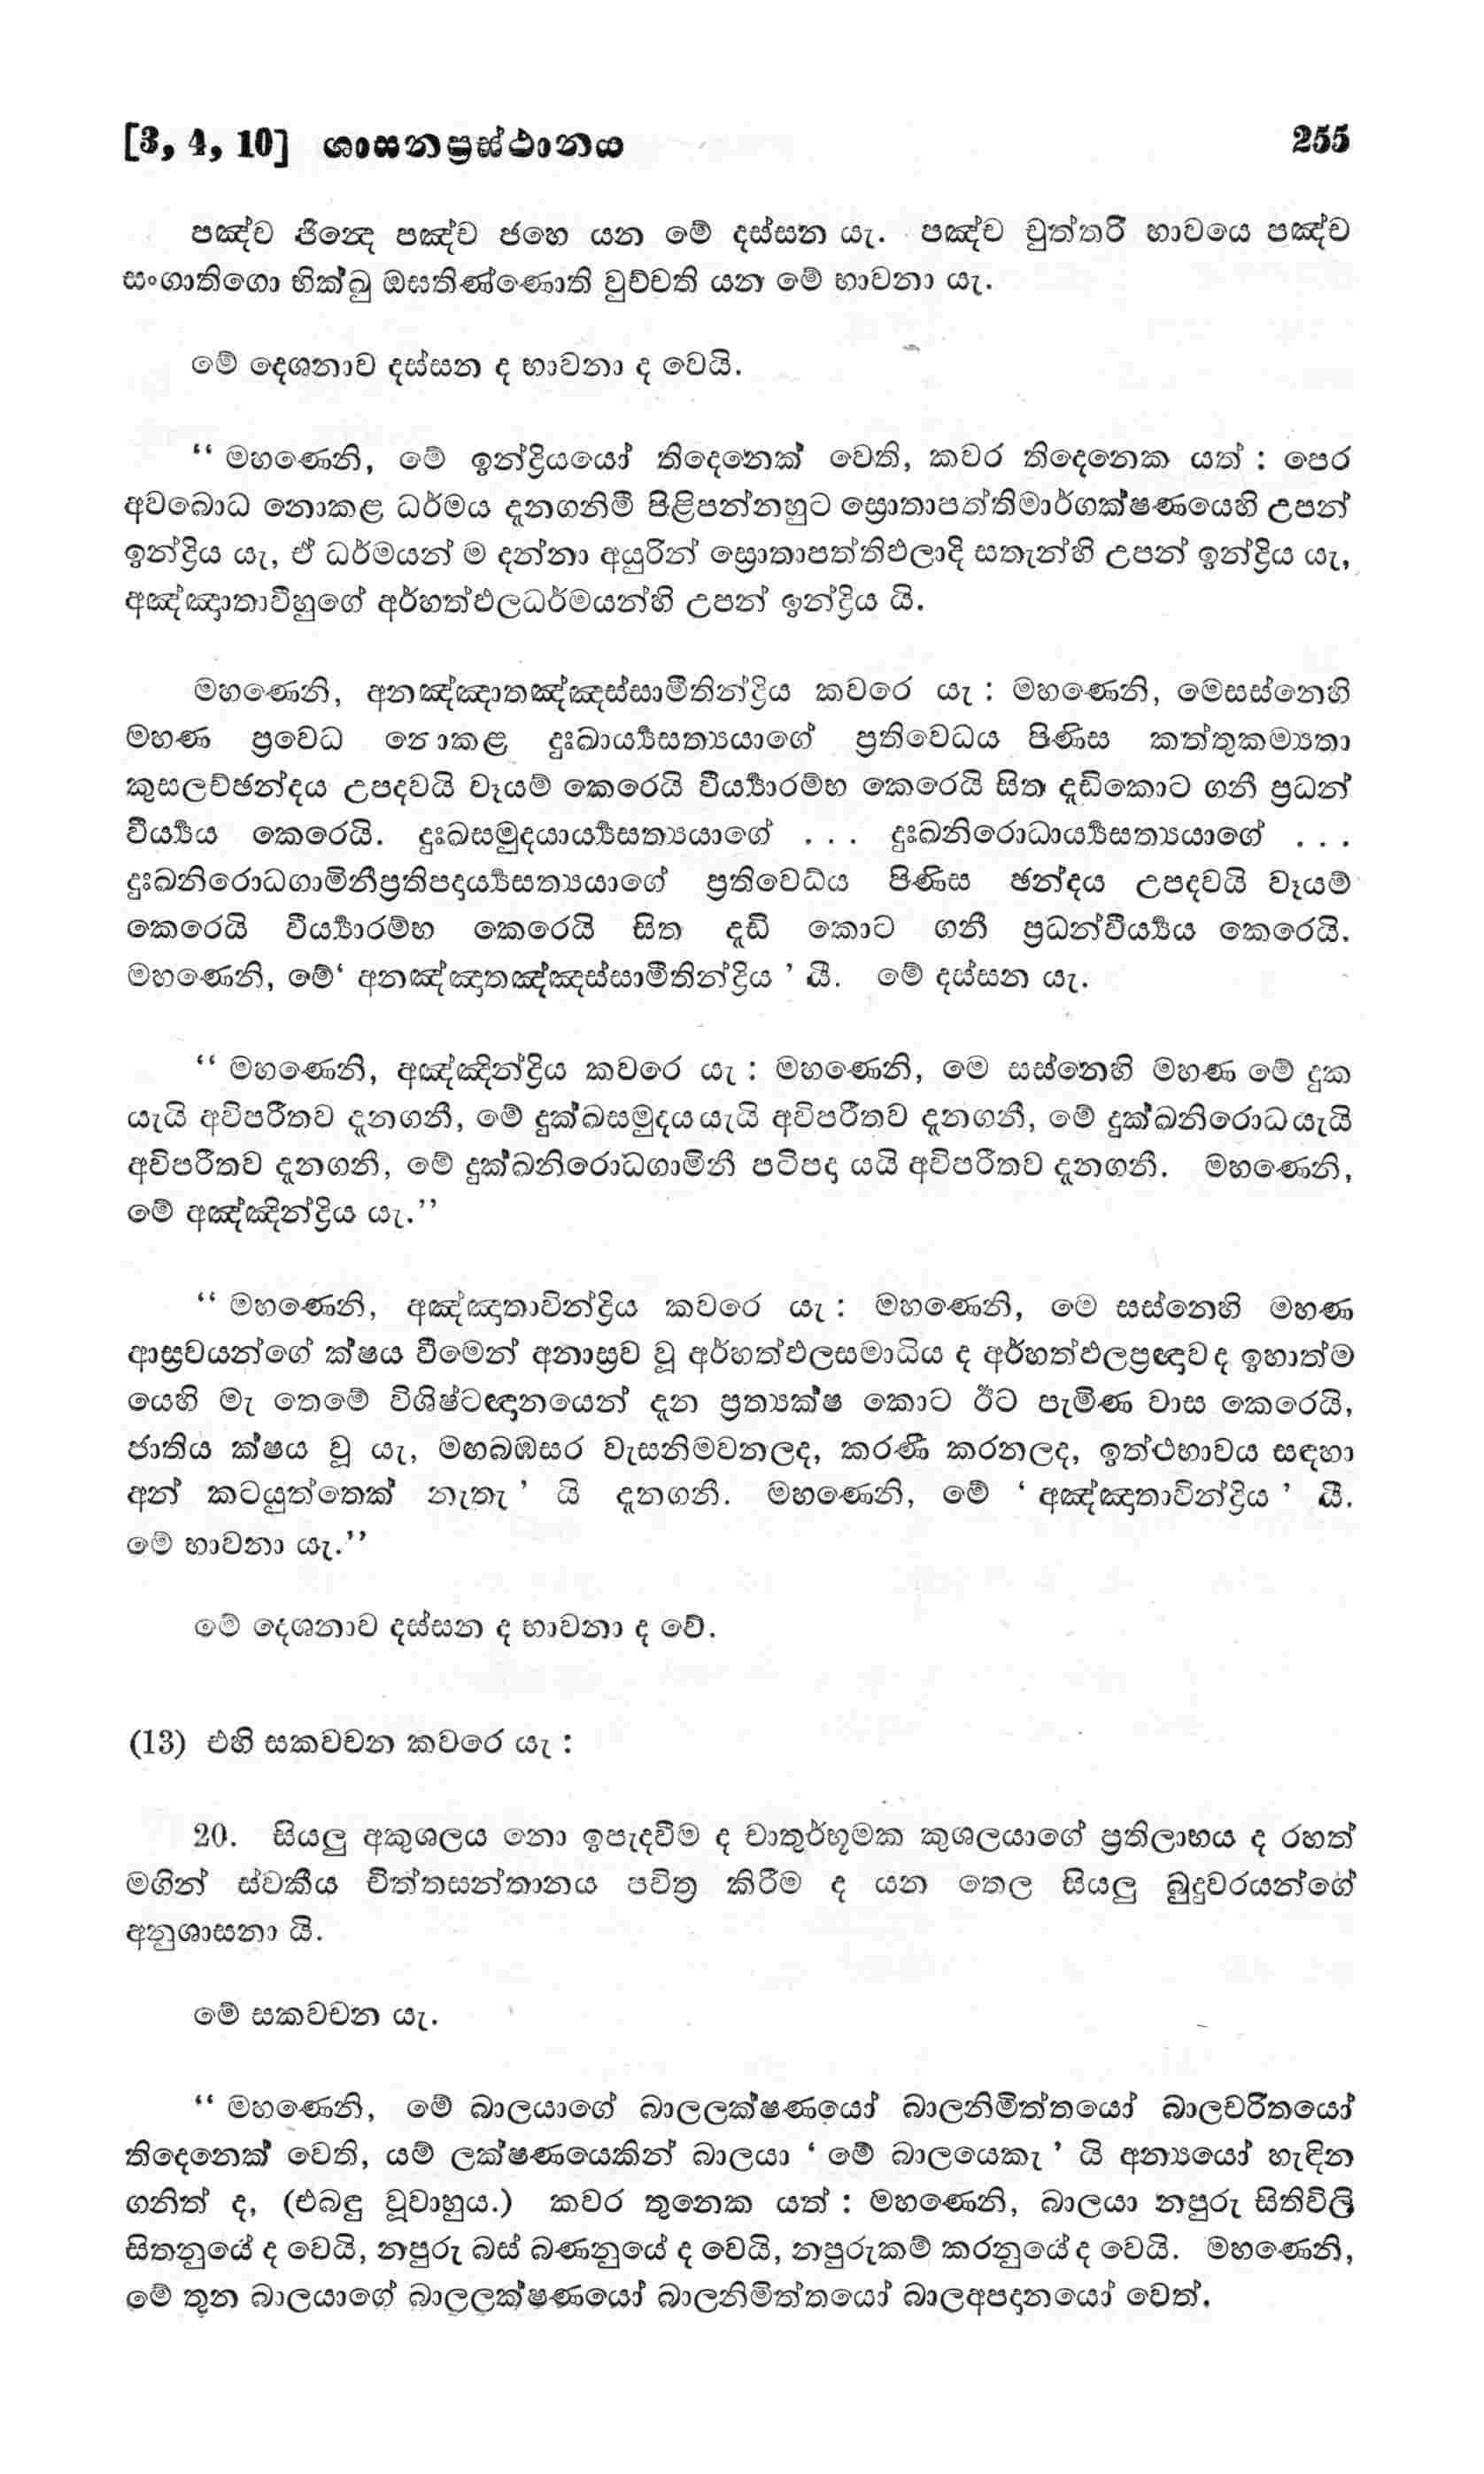 [3, 4, 10] ශාසනප්‍රස්ථානය 255
පඤ්ච ඡින්‍දෙ පඤ්ච ජහෙ යන මේ දස්සන යැ. පඤ්ච චුත්තරි භාවයෙ පඤ්ච
සංගාතිගො භික්ඛු ඔඝතිණ්ණොති වුච්චති යන මේ භාවනා යැ.
මේ දෙශනාව දස්සන ද භාවනා ද වෙයි.
“ මහණෙනි, මේ ඉන්ද්‍රියයෝ තිදෙනෙක් වෙති, කවර තිදෙනෙක යත් : පෙර
අවබොධ නොකළ ධර්මය දැනගනිමී පිළිපන්නහුට ස්‍රොතාපත්තිමාර්ගක්ෂණයෙහි උපන්
ඉන්ද්‍රිය යැ, ඒ ධර්මයන් ම දන්නා අයුරින් ස්‍රොතාපත්තිඵලාදි සතැන්හි උපන් ඉන්ද්‍රිය යැ,
අඤ්ඤාතාවීහුගේ අර්හත්ඵලධර්මයන්හි උපන් ඉන්ද්‍රිය යි.
මහණෙනි, අනඤ්ඤාතඤ්ඤස්සාමීතින්ද්‍රිය කවරෙ යැ : මහණෙනි, මෙසස්නෙහි
මහණ ප්‍රවෙධ නොකළ දුඃඛාර්‍ය්‍යසත්‍යයාගේ ප්‍රතිවෙධය පිණිස කත්තුකම්‍යතා
කුසලච්ඡන්දය උපදවයි වෑයම් කෙරෙයි වීර්‍ය්‍යාරම්භ කෙරෙයි සිත දැඩිකොට ගනී ප්‍රධන්
වීර්‍ය්‍යය කෙරෙයි. දුඃඛසමුදයාර්‍ය්‍යසත්‍යයාගේ . . . දුඃඛනිරොධාර්‍ය්‍යසත්‍යයාගේ . . .
දුඃඛනිරොධගාමිනීප්‍රතිපදාර්‍ය්‍යසත්‍යයාගේ ප්‍රතිවෙධය පිණිස ඡන්දය උපදවයි වෑයම්
කෙරෙයි වීර්‍ය්‍යාරම්භ කෙරෙයි සිත දැඩි කොට ගනී ප්‍රධන්වීර්‍ය්‍යය කෙරෙයි.
මහණෙනි, මේ‘ අනඤ්ඤාතඤ්ඤස්සාමීතින්ද්‍රිය ’ යි. මේ දස්සන යැ.
“ මහණෙනි, අඤ්ඤින්ද්‍රිය කවරෙ යැ : මහණෙනි, මෙ සස්නෙහි මහණ මේ දුක
යැයි අවිපරීතව දැනගනී, මේ දුක්ඛසමුදය යැයි අවිපරීතව දැනගනී, මේ දුක්ඛනිරොධ යැයි
අවිපරීතව දැනගනී, මේ දුක්ඛනිරොධගාමිනී පටිපදා යයි අවිපරීතව දැනගනී. මහණෙනි,
මේ අඤ්ඤින්ද්‍රිය යැ.”
“ මහණෙනි, අඤ්ඤාතාවින්ද්‍රිය කවරෙ යැ : මහණෙනි, මෙ සස්නෙහි මහණ
ආස්‍රවයන්ගේ ක්ෂය වීමෙන් අනාස්‍රව වූ අර්හත්ඵලසමාධිය ද අර්හත්ඵලප්‍රඥාව ද ඉහාත්ම
යෙහි මැ තෙමේ විශිෂ්ටඥානයෙන් දැන ප්‍රත්‍යක්ෂ කොට ඊට පැමිණ වාස කෙරෙයි,
ජාතිය ක්ෂය වූ යැ, මඟබඹසර වැසනිමවනලද, කරණී කරනලද, ඉත්ථභාවය සඳහා
අන් කටයුත්තෙක් නැතැ ’ යි දැනගනී. මහණෙනි, මේ ‘ අඤ්ඤාතාවින්ද්‍රිය ’ යි.
මේ භාවනා යැ.”
මේ දෙශනාව දස්සන ද භාවනා ද වේ.
(13) එහි සකවචන කවරෙ යැ :
20. සියලු අකුශලය නො ඉපැදවීම ද චාතුර්භූමක කුශලයාගේ ප්‍රතිලාභය ද රහත්
මගින් ස්වකීය චිත්තසන්තානය පවිත්‍ර කිරීම ද යන තෙල සියලු බුදුවරයන්ගේ
අනුශාසනා යි.
මේ සකවචන යැ.
“ මහණෙනි, මේ බාලයාගේ බාලලක්ෂණයෝ බාලනිමිත්තයෝ බාලචරිතයෝ
තිදෙනෙක් වෙති, යම් ලක්ෂණයෙකින් බාලයා ‘ මේ බාලයෙකැ ’ යි අන්‍යයෝ හැඳින
ගනිත් ද, (එබඳු වූවාහුය.) කවර තුනෙක යත් : මහණෙනි, බාලයා නපුරු සිතිවිලි
සිතනුයේ ද වෙයි, නපුරු බස් බණනුයේ ද වෙයි, නපුරුකම් කරනුයේ ද වෙයි. මහණෙනි,
මේ තුන බාලයාගේ බාලලක්ෂණයෝ බාලනිමිත්තයෝ බාලඅපදානයෝ වෙත්.